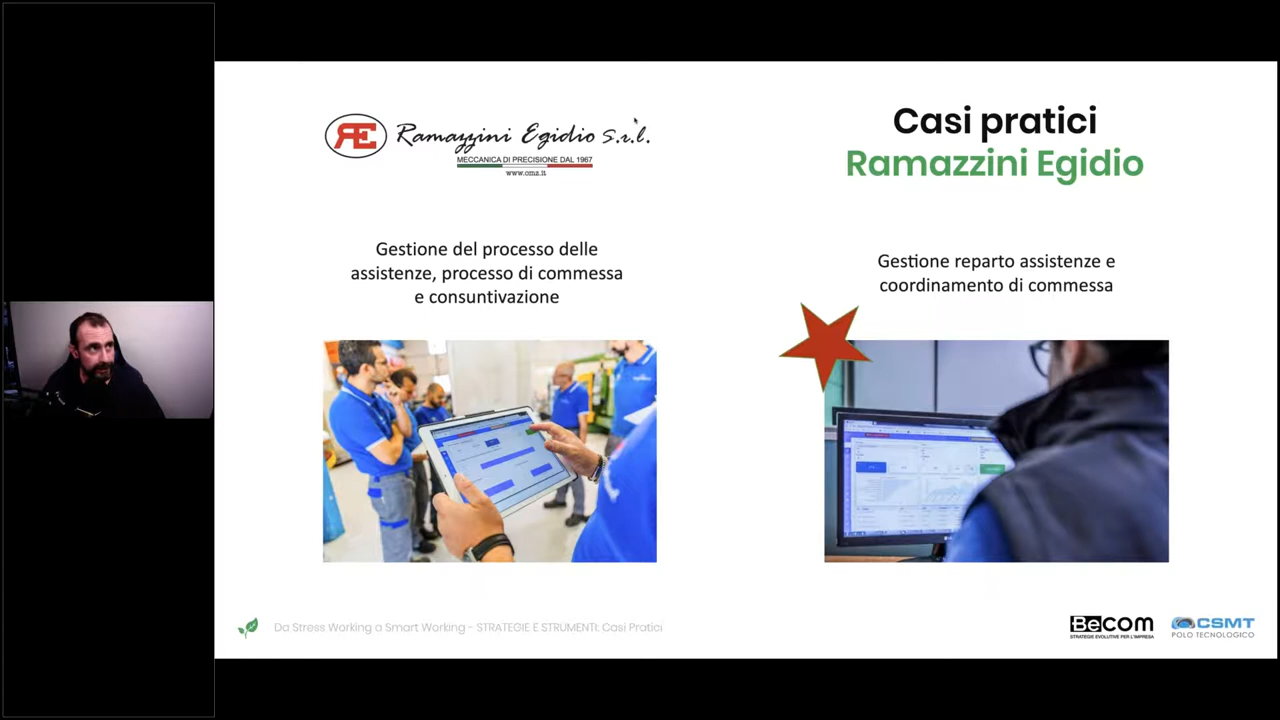 RE Ramazzini Egidio s.r.l.
MECCANICA DI PRECISIONE DAL 1967
www.omz.it
Casi pratici
Ramazzini Egidio
Gestione del processo delle
assistenze, processo di commessa
e consuntivazione
Gestione reparto assistenze e
coordinamento di commessa
Da Stress Working a Smart Working - STRATEGIE E STRUMENTI: Casi Pratici
Becom
STRATEGIE EVOLUTIVE PER L'IMPRESA
CSMT
POLO TECNOLOGICO